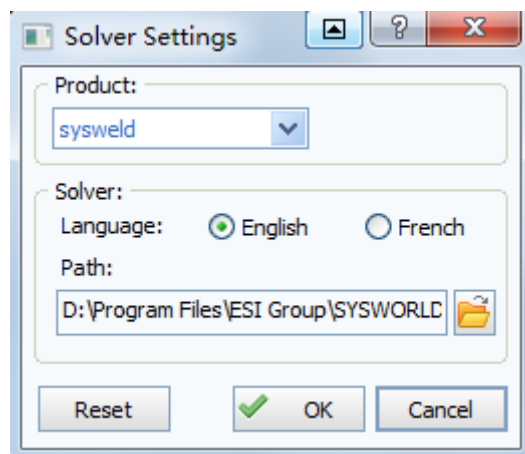 Solver Settings
Product:
sysweld
Solver:
Language: English French
Path:
D:\Program Files\ESI Group\SYSWORLD
Reset OK Cancel